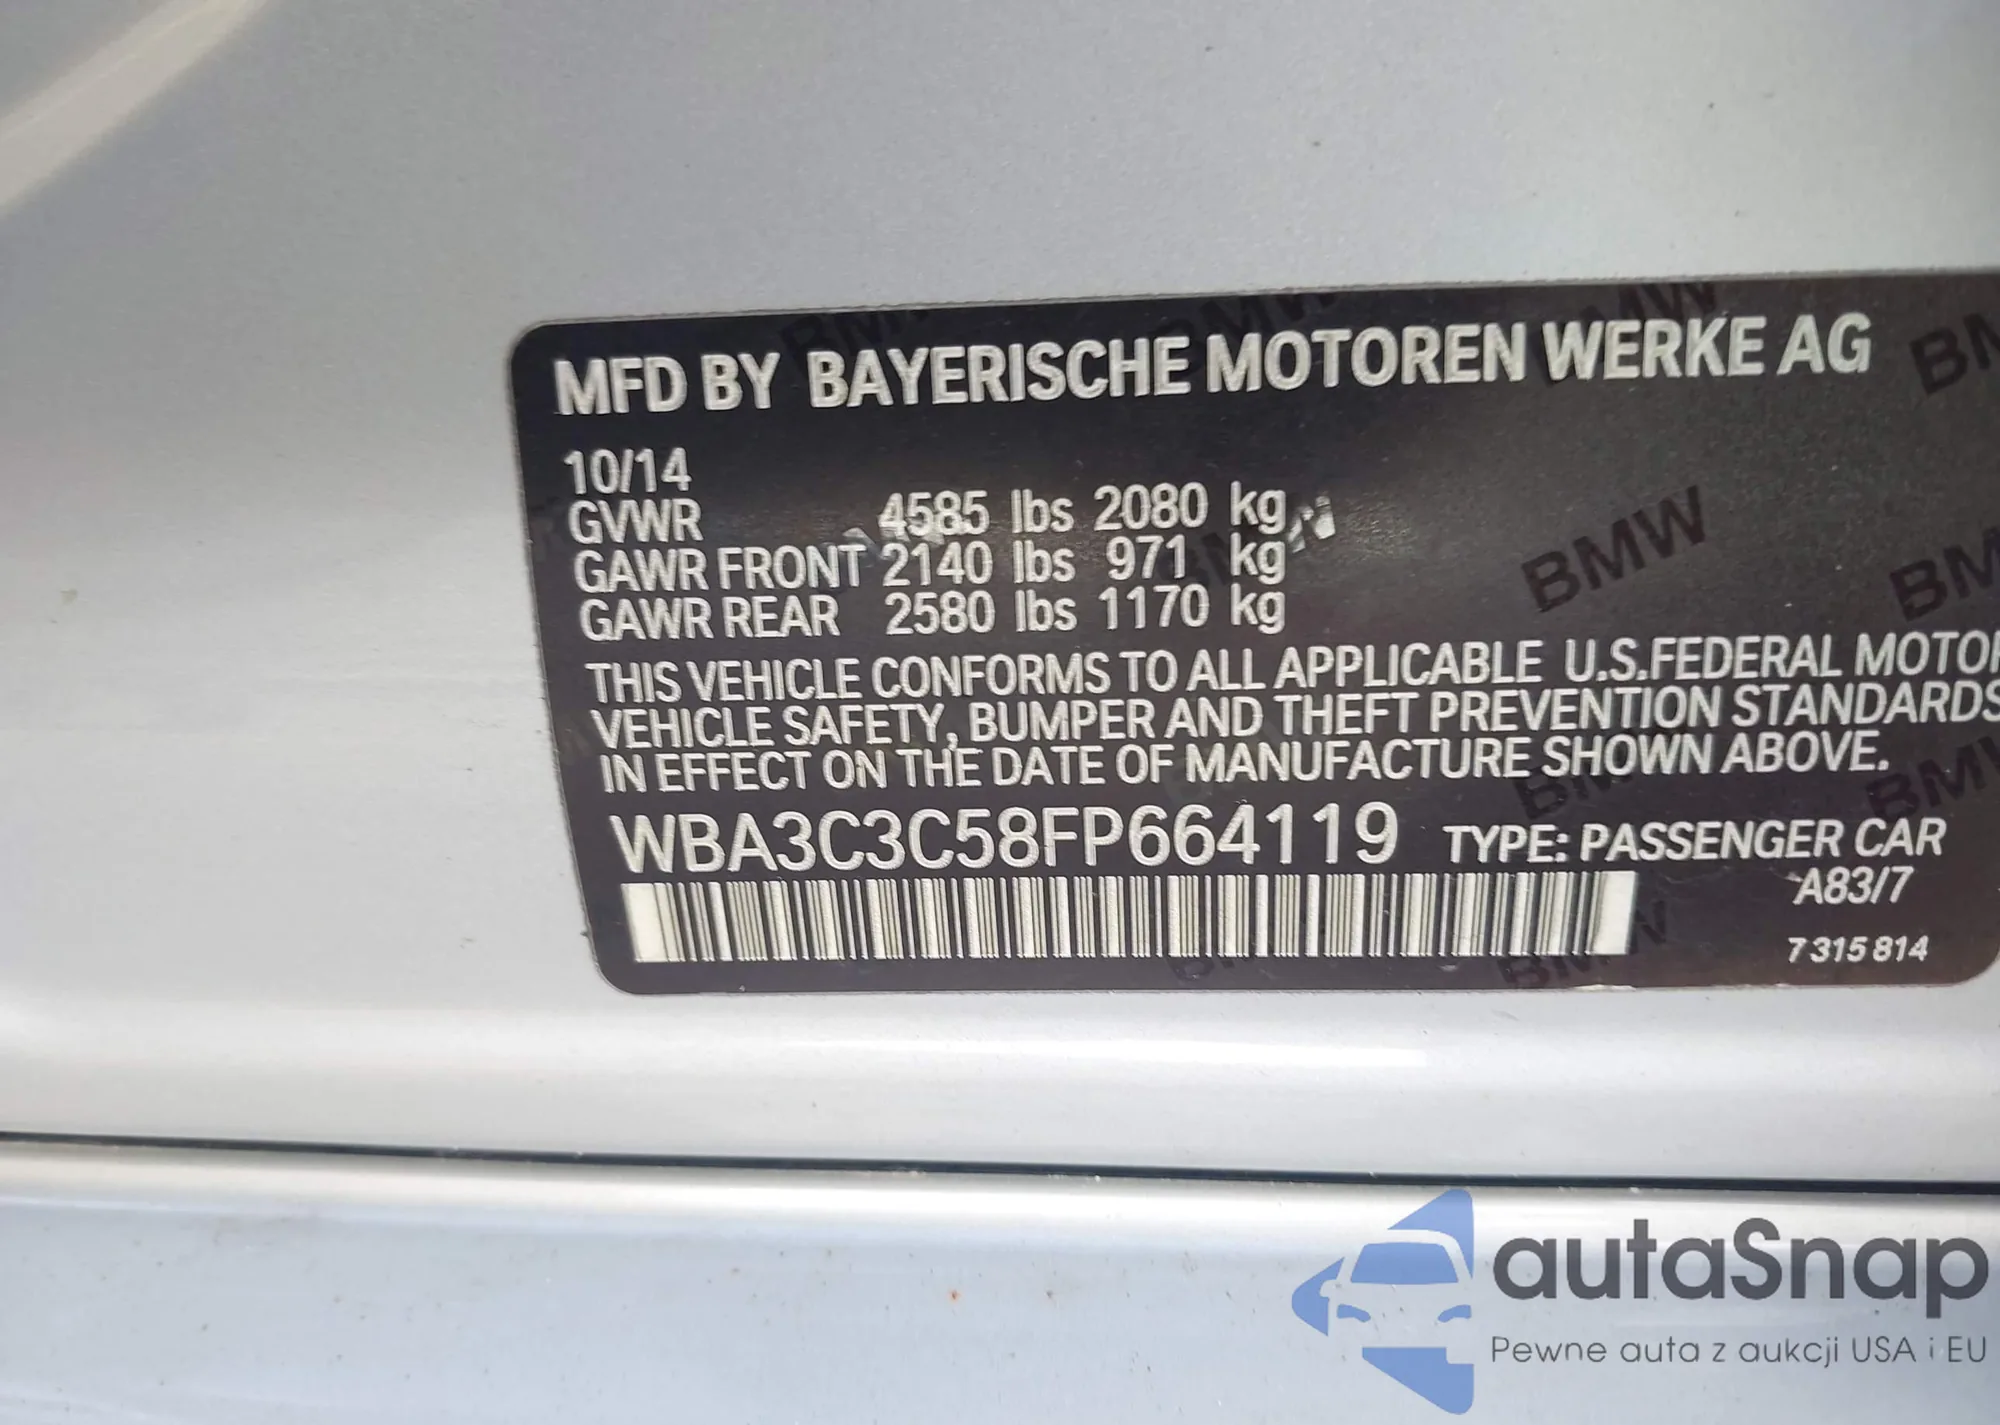 MFD BY BAYERISCHE MOTOREN WERKE AG
10/14
GVWR 4585 lbs 2080 kg
GAWR FRONT 2140 lbs 971 kg
GAWR REAR 2580 lbs 1170 kg
THIS VEHICLE CONFORMS TO ALL APPLICABLE U.S.FEDERAL MOTOR
VEHICLE SAFETY, BUMPER AND THEFT PREVENTION STANDARDS
IN EFFECT ON THE DATE OF MANUFACTURE SHOWN ABOVE.
WBA3C3C58FP664119 TYPE: PASSENGER CAR
A83/7
7315814
BMW
autaSnap
Pewne auta z aukcji USA i EU